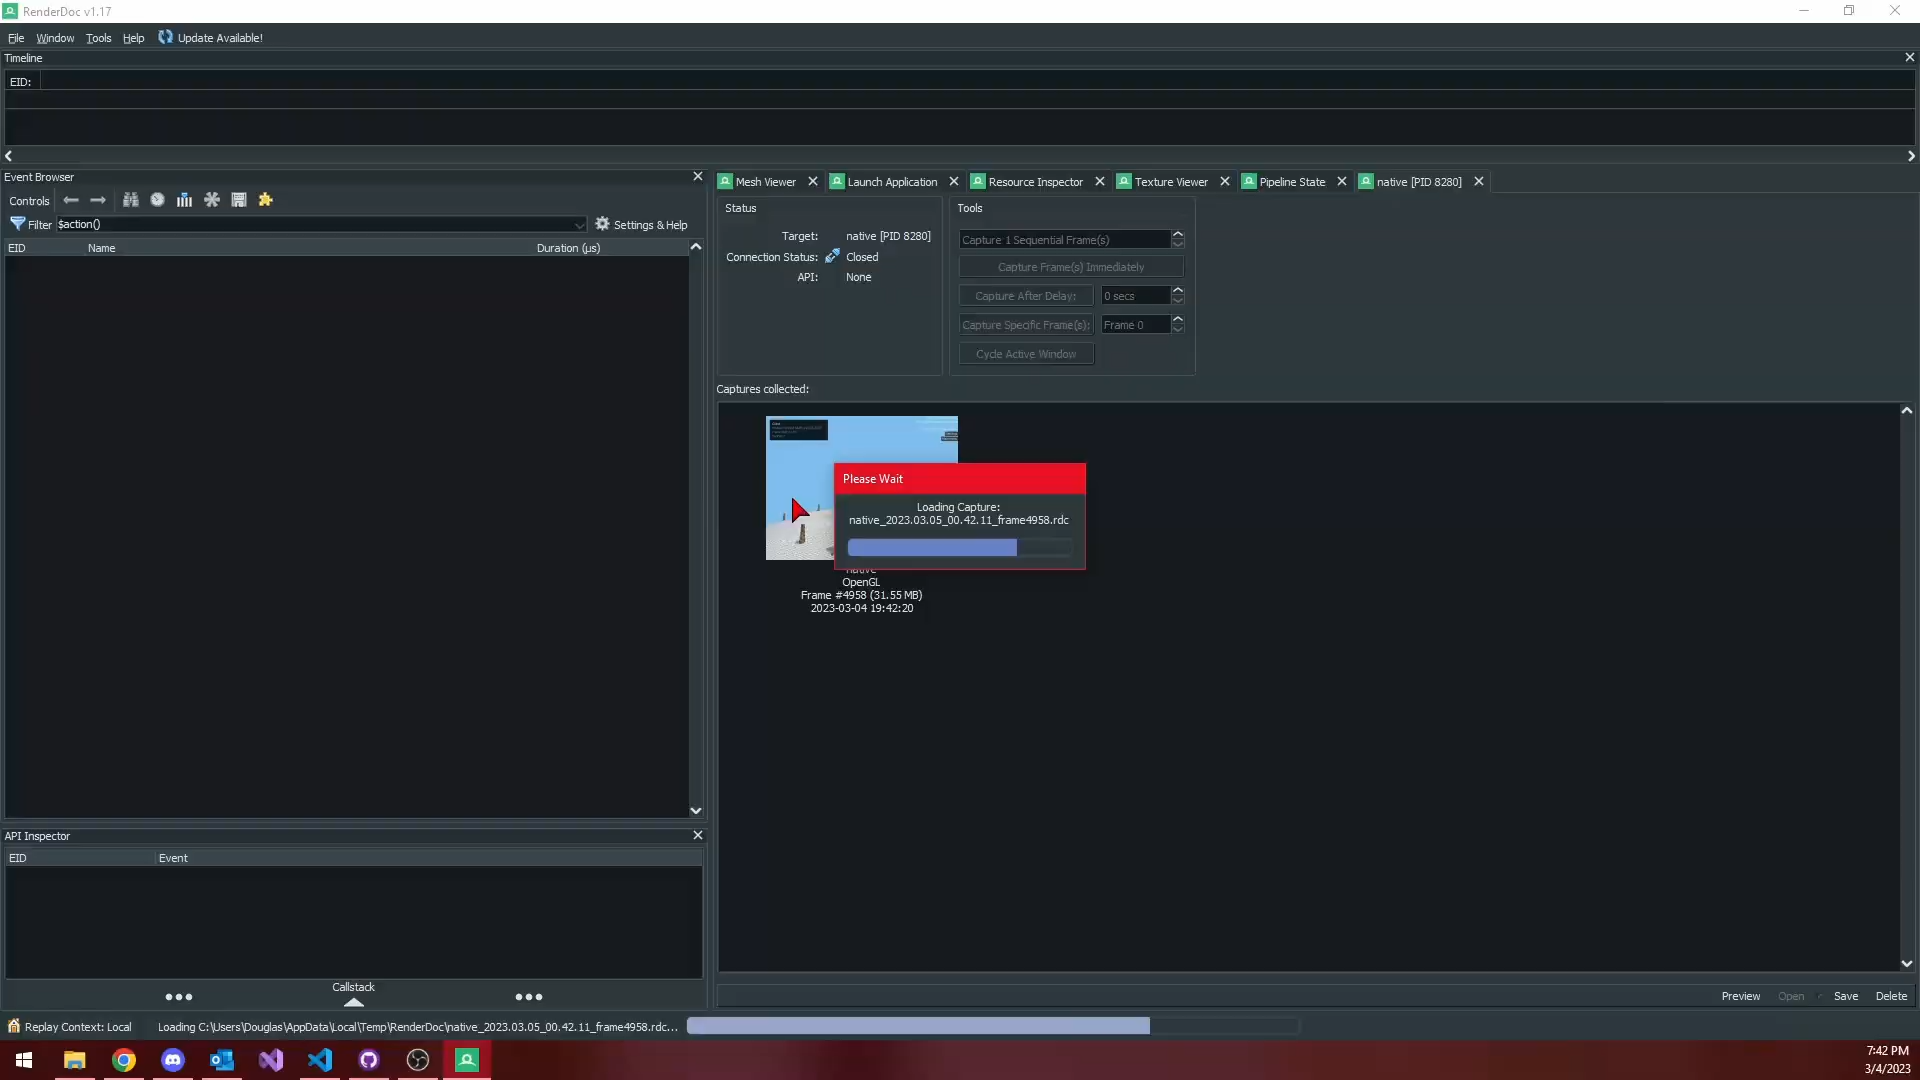 RenderDoc v1.17
File Window Tools Help Update Available!
Timeline
EID:
Event Browser
Controls
Filter $action() Settings & Help
EID Name Duration (μs)
Mesh Viewer Launch Application Resource Inspector Texture Viewer Pipeline State native [PID 8280]
Status
Target: native [PID 8280]
Connection Status: Closed
API: None
Tools
Capture 1 Sequential Frame(s)
Capture Frame(s) Immediately
Capture After Delay: 0 secs
Capture Specific Frame(s): Frame 0
Cycle Active Window
Captures collected:
Please Wait
Loading Capture:
native_2023.03.05_00.42.11_frame4958.rdc
native
OpenGL
Frame #4958 (31.55 MB)
2023-03-04 19:42:20
API Inspector
EID Event
Callstack
Preview Open Save Delete
Replay Context: Local Loading C:\Users\Douglas\AppData\Local\Temp\RenderDoc\native_2023.03.05_00.42.11_frame4958.rdc...
7:42 PM
3/4/2023